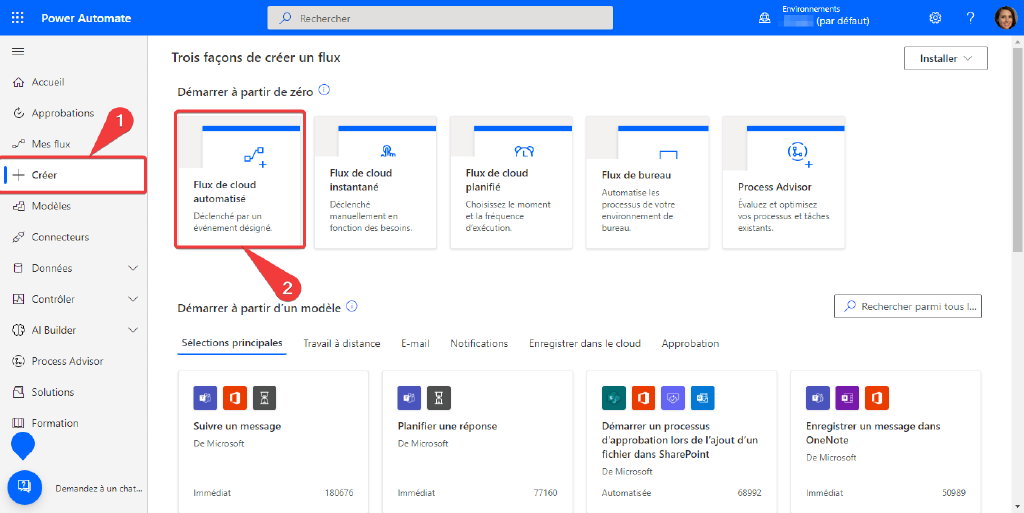 Power Automate
Rechercher
Environnements
(par défaut)
Accueil
Approbations
Mes flux
Créer
Modèles
Connecteurs
Données
Contrôler
AI Builder
Process Advisor
Solutions
Formation
Demandez à un chat...
1
Trois façons de créer un flux
Installer
Démarrer à partir de zéro
Flux de cloud
automatisé
Déclenché par un
événement désigné.
Flux de cloud
instantané
Déclenché
manuellement en
fonction des besoins.
Flux de cloud
planifié
Choisissez le moment
et la fréquence
d'exécution.
Flux de bureau
Automatise les
processus de votre
environnement de
bureau.
Process Advisor
Évaluez et optimisez
vos processus et tâches
existants.
2
Démarrer à partir d'un modèle
Rechercher parmi tous l...
Sélections principales
Travail à distance
E-mail
Notifications
Enregistrer dans le cloud
Approbation
Suivre un message
De Microsoft
Immédiat
180676
Planifier une réponse
De Microsoft
Immédiat
77160
Démarrer un processus
d'approbation lors de l'ajout d'un
fichier dans SharePoint
De Microsoft
Automatisée
68992
Enregistrer un message dans
OneNote
De Microsoft
Immédiat
50989